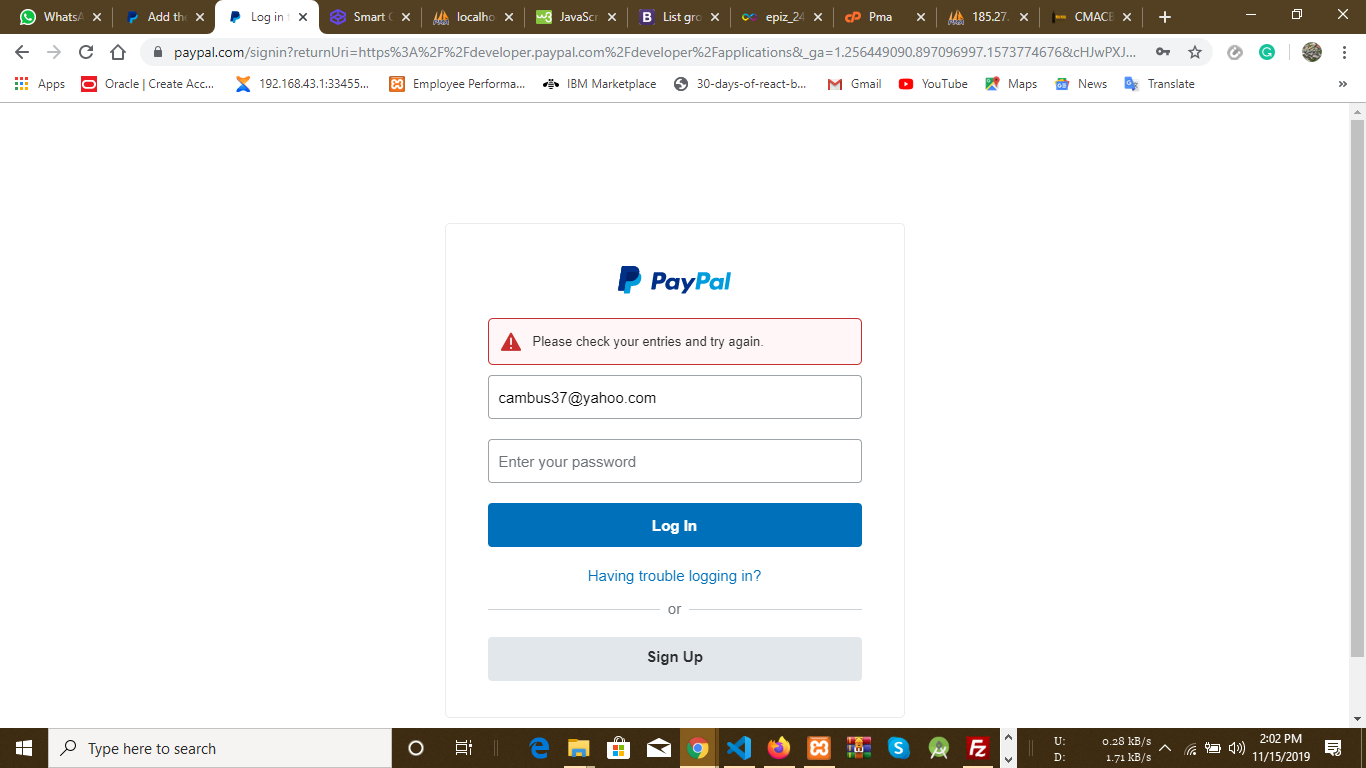 WhatsA
Add the
Log in t
Smart C
localho
JavaScr
List gro
epiz_24
Pma
185.27.
CMACB
paypal.com/signin?returnUri=https%3A%2F%2Fdeveloper.paypal.com%2Fdeveloper%2Fapplications&_ga=1.256449090.897096997.1573774676&cHJwPXJ...
Apps
Oracle | Create Acc...
192.168.43.1:33455...
Employee Performa...
IBM Marketplace
30-days-of-react-b...
Gmail
YouTube
Maps
News
Translate
»
PayPal
Please check your entries and try again.
cambus37@yahoo.com
Enter your password
Log In
Having trouble logging in?
or
Sign Up
Type here to search
U: 0.28 kB/s
D: 1.71 kB/s
2:02 PM
11/15/2019